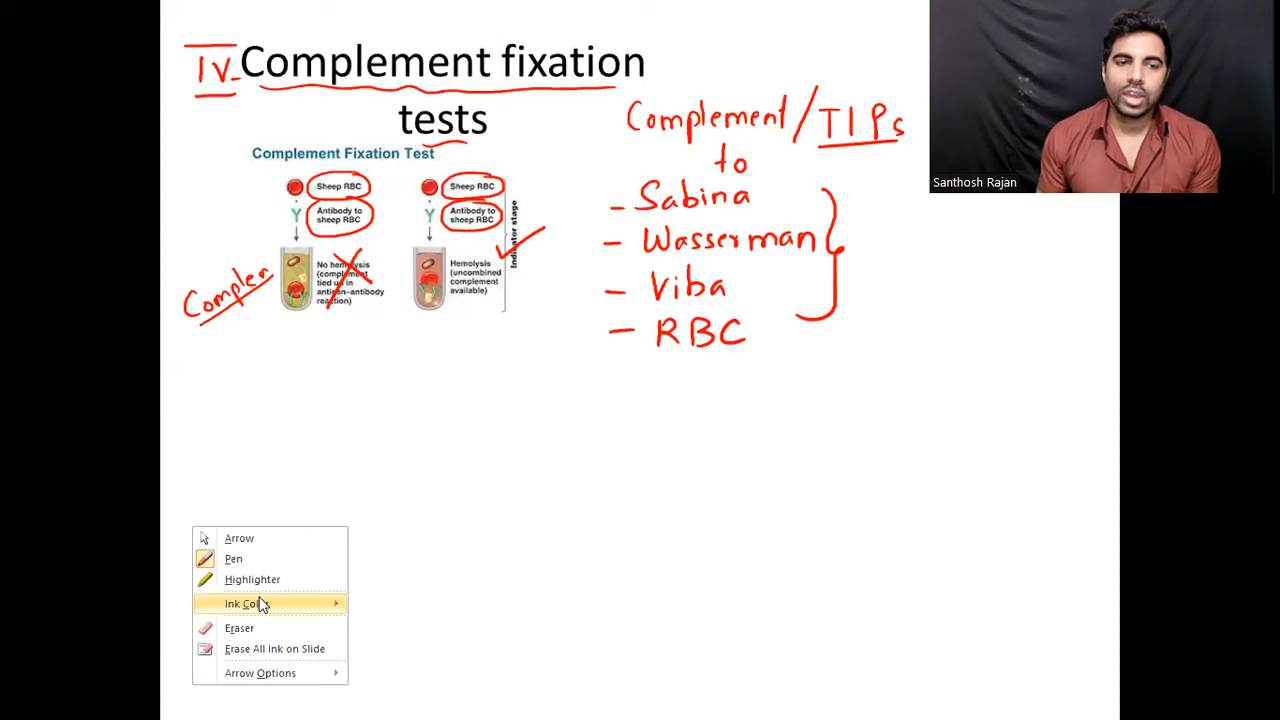 IV- Complement fixation
tests
Complement Fixation Test
Sheep RBC
Antibody to
sheep RBC
No hemolysis
(complement
tied up in
antigen–antibody
reaction)
Complem
Sheep RBC
Antibody to
sheep RBC
Hemolysis
(uncombined
complement
available)
Indicator stage
Complement / TIPs
to
- Sabina
- Wasserman
- Viba
- RBC
Santhosh Rajan
Arrow
Pen
Highlighter
Ink Color
Eraser
Erase All Ink on Slide
Arrow Options